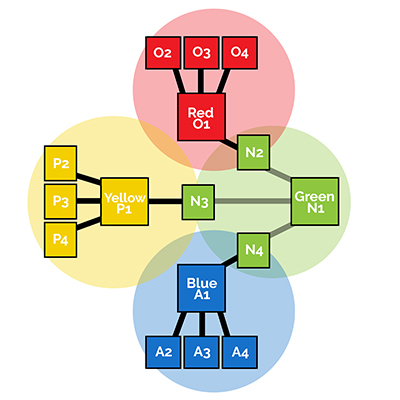 O2 O3 O4
Red
O1
N2
P2
P3
P4
Yellow
P1
N3
Green
N1
N4
Blue
A1
A2 A3 A4